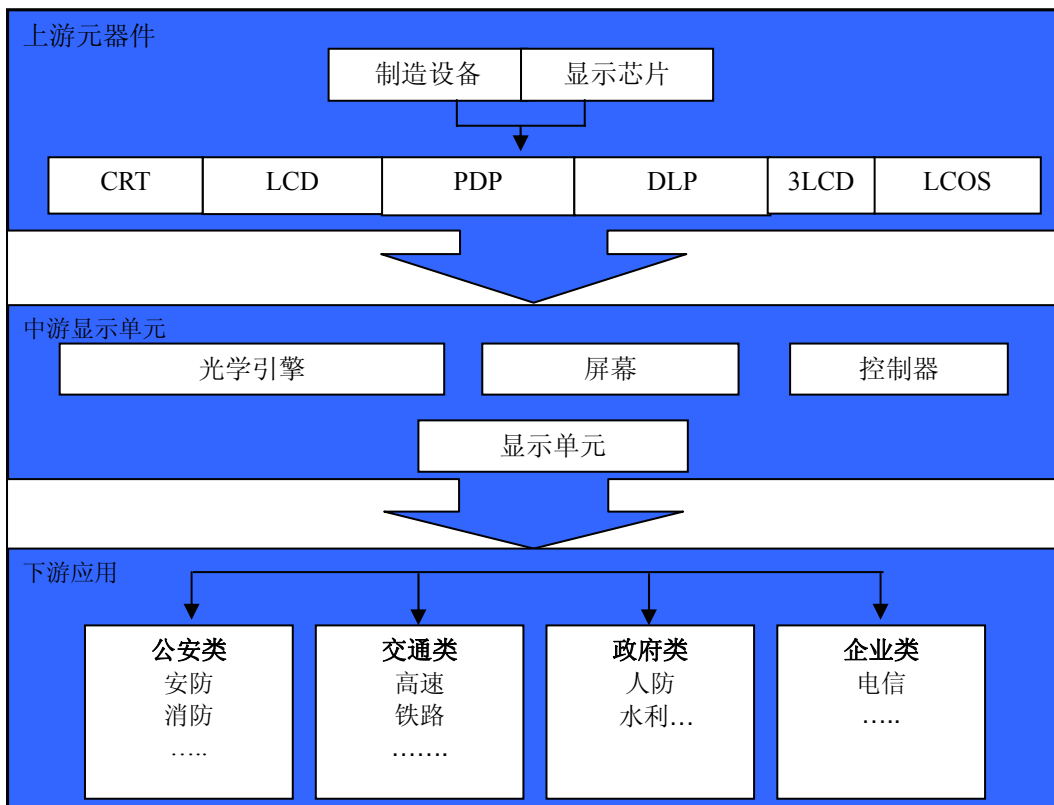 上游元器件
制造设备 显示芯片
CRT LCD PDP DLP 3LCD LCOS
中游显示单元
光学引擎 屏幕 控制器
显示单元
下游应用
公安类 交通类 政府类 企业类
安防 高速 人防 电信
消防 铁路 水利… …..
….. …….